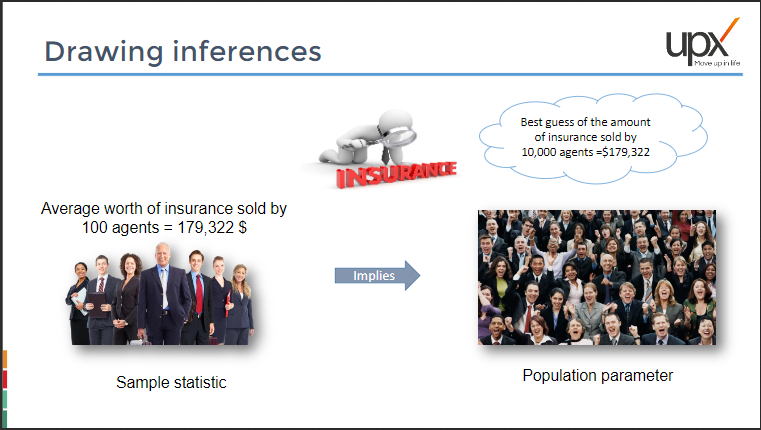 Drawing inferences
upx
Move up in life
Best guess of the amount
of insurance sold by
10,000 agents =$179,322
INSURANCE
Average worth of insurance sold by
100 agents = 179,322 $
Implies
Sample statistic
Population parameter